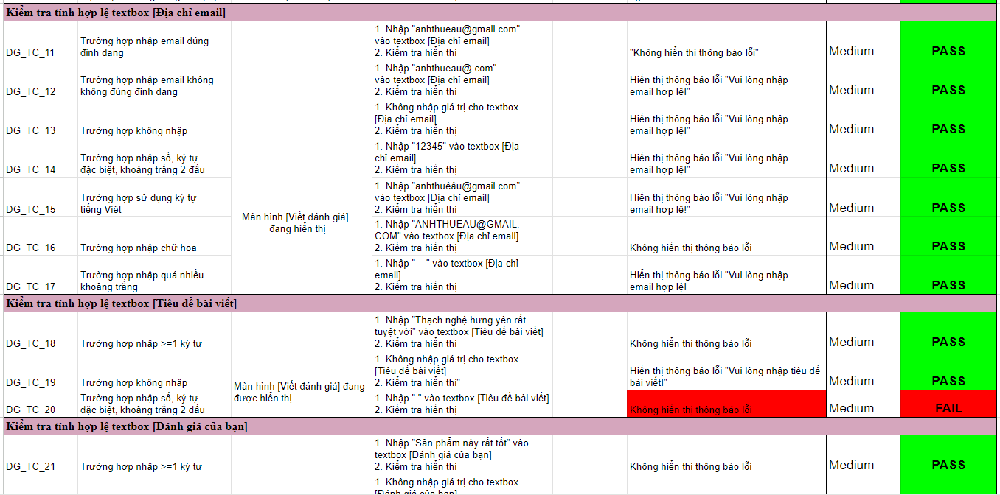 Kiểm tra tính hợp lệ textbox [Địa chỉ email]
DG_TC_11
Trường hợp nhập email đúng
định dạng
1. Nhập "anhthueau@gmail.com"
vào textbox [Địa chỉ email]
2. Kiểm tra hiển thị
"Không hiển thị thông báo lỗi"
Medium
PASS
DG_TC_12
Trường hợp nhập email không
không đúng định dạng
1. Nhập "anhthueau@.com"
vào textbox [Địa chỉ email]
2. Kiểm tra hiển thị
Hiển thị thông báo lỗi "Vui lòng nhập
email hợp lệ!"
Medium
PASS
DG_TC_13
Trường hợp không nhập
1. Không nhập giá trị cho textbox
[Địa chỉ email]
2. Kiểm tra hiển thị
Hiển thị thông báo lỗi "Vui lòng nhập
email hợp lệ!"
Medium
PASS
DG_TC_14
Trường hợp nhập số, ký tự
đặc biệt, khoảng trắng 2 đầu
1. Nhập "12345" vào textbox [Địa
chỉ email]
2. Kiểm tra hiển thị
Hiển thị thông báo lỗi "Vui lòng nhập
email hợp lệ!"
Medium
PASS
DG_TC_15
Trường hợp sử dụng ký tự
tiếng Việt
Màn hình [Viết đánh giá]
đang hiển thị
1. Nhập "anhthuêâu@gmail.com"
vào textbox [Địa chỉ email]
2. Kiểm tra hiển thị
Hiển thị thông báo lỗi "Vui lòng nhập
email hợp lệ!"
Medium
PASS
DG_TC_16
Trường hợp nhập chữ hoa
1. Nhập "ANHTHUEAU@GMAIL.
COM" vào textbox [Địa chỉ email]
2. Kiểm tra hiển thị
Không hiển thị thông báo lỗi
Medium
PASS
DG_TC_17
Trường hợp nhập quá nhiều
khoảng trắng
1. Nhập "    " vào textbox [Địa chỉ
email]
2. Kiểm tra hiển thị
Hiển thị thông báo lỗi "Vui lòng nhập
email hợp lệ!
Medium
PASS
Kiểm tra tính hợp lệ textbox [Tiêu đề bài viết]
DG_TC_18
Trường hợp nhập >=1 ký tự
1. Nhập "Thạch nghệ hưng yên rất
tuyệt vời" vào textbox [Tiêu đề bài viết]
2. Kiểm tra hiển thị
Không hiển thị thông báo lỗi
Medium
PASS
DG_TC_19
Trường hợp không nhập
Màn hình [Viết đánh giá] đang
được hiển thị
1. Không nhập giá trị cho textbox
[Tiêu đề bài viết]
2. Kiểm tra hiển thị"
Hiển thị thông báo lỗi "Vui lòng nhập tiêu đề
bài viết!"
Medium
PASS
DG_TC_20
Trường hợp nhập số, ký tự
đặc biệt, khoảng trắng 2 đầu
1. Nhập " " vào textbox [Tiêu đề bài viết]
2. Kiểm tra hiển thị
Không hiển thị thông báo lỗi
Medium
FAIL
Kiểm tra tính hợp lệ textbox [Đánh giá của bạn]
DG_TC_21
Trường hợp nhập >=1 ký tự
1. Nhập "Sản phẩm này rất tốt" vào
textbox [Đánh giá của bạn]
2. Kiểm tra hiển thị
Không hiển thị thông báo lỗi
Medium
PASS
1. Không nhập giá trị cho textbox
[Đánh giá của bạn]